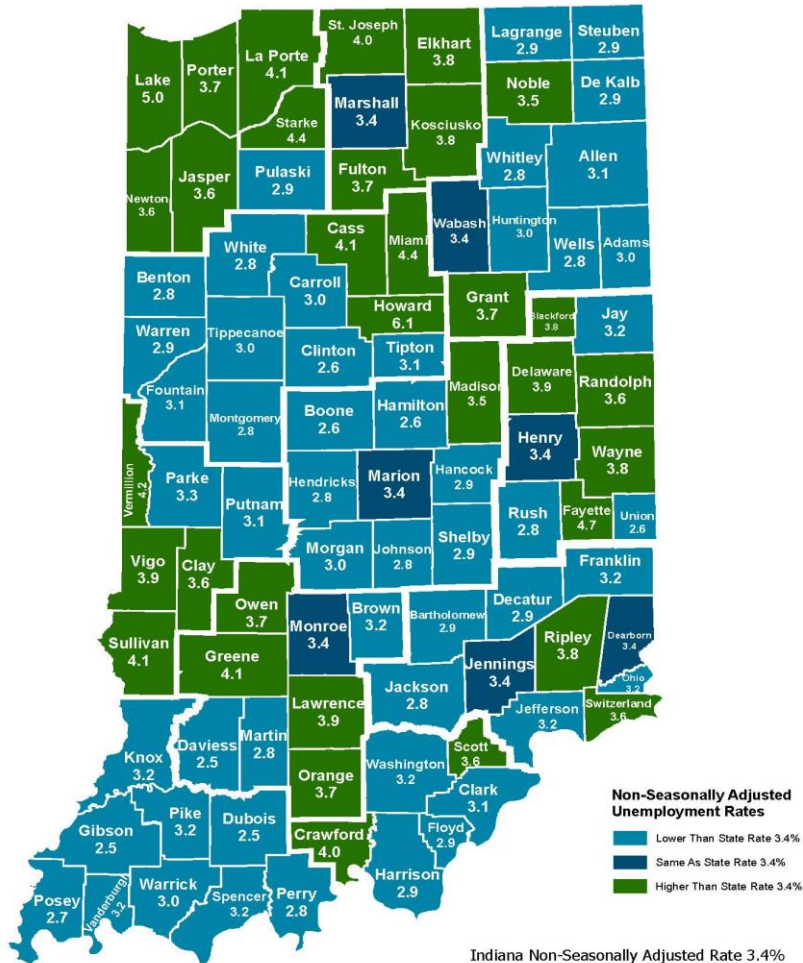 St. Joseph
4.0
Elkhart
3.8
Lagrange
2.9
Steuben
2.9
Lake
5.0
Porter
3.7
La Porte
4.1
Marshall
3.4
Noble
3.5
De Kalb
2.9
Starke
4.4
Kosciusko
3.8
Newton
3.6
Jasper
3.6
Pulaski
2.9
Fulton
3.7
Whitley
2.8
Allen
3.1
White
2.8
Cass
4.1
Miami
4.4
Wabash
3.4
Huntington
3.0
Wells
2.8
Adams
3.0
Benton
2.8
Carroll
3.0
Howard
6.1
Grant
3.7
Blackford
3.8
Jay
3.2
Warren
2.9
Tippecanoe
3.0
Clinton
2.6
Tipton
3.1
Madison
3.5
Delaware
3.9
Randolph
3.6
Fountain
3.1
Montgomery
2.8
Boone
2.6
Hamilton
2.6
Henry
3.4
Wayne
3.8
Vermillion
4.2
Parke
3.3
Putnam
3.1
Hendricks
2.8
Marion
3.4
Hancock
2.9
Rush
2.8
Fayette
4.7
Union
2.6
Vigo
3.9
Clay
3.6
Morgan
3.0
Johnson
2.8
Shelby
2.9
Franklin
3.2
Owen
3.7
Monroe
3.4
Brown
3.2
Bartholomew
2.9
Decatur
2.9
Ripley
3.8
Dearborn
3.4
Sullivan
4.1
Greene
4.1
Jackson
2.8
Jennings
3.4
Ohio
3.2
Switzerland
3.6
Lawrence
3.9
Jefferson
3.2
Knox
3.2
Daviess
2.5
Martin
2.8
Orange
3.7
Washington
3.2
Scott
3.6
Clark
3.1
Gibson
2.5
Pike
3.2
Dubois
2.5
Crawford
4.0
Floyd
2.9
Harrison
2.9
Posey
2.7
Vanderburgh
3.2
Warrick
3.0
Spencer
3.2
Perry
2.8
Non-Seasonally Adjusted
Unemployment Rates
Lower Than State Rate 3.4%
Same As State Rate 3.4%
Higher Than State Rate 3.4%
Indiana Non-Seasonally Adjusted Rate 3.4%